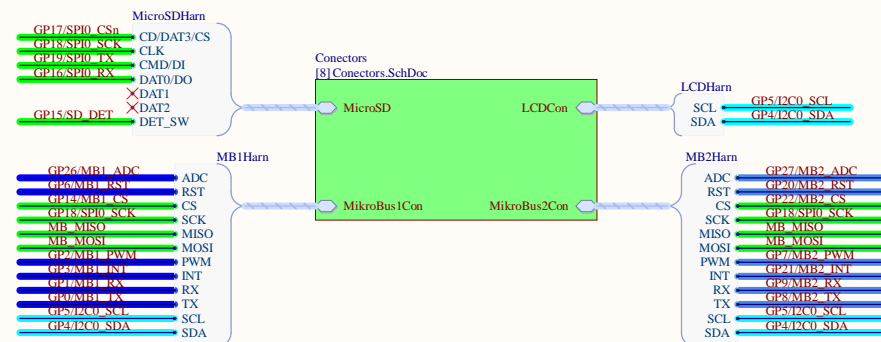 MicroSDHarn
GP17/SPI0_CSn CD/DAT3/CS
GP18/SPI0_SCK CLK
GP19/SPI0_TX CMD/DI
GP16/SPI0_RX DAT0/DO
DAT1
DAT2
GP15/SD_DET DET_SW
Conectors
[8] Conectors.SchDoc
MicroSD LCDCon
MikroBus1Con MikroBus2Con
LCDHarn
SCL GP5/I2C0_SCL
SDA GP4/I2C0_SDA
MB1Harn
GP26/MB1_ADC ADC
GP6/MB1_RST RST
GP14/MB1_CS CS
GP18/SPI0_SCK SCK
MB_MISO MISO
MB_MOSI MOSI
GP2/MB1_PWM PWM
GP3/MB1_INT INT
GP1/MB1_RX RX
GP0/MB1_TX TX
GP5/I2C0_SCL SCL
GP4/I2C0_SDA SDA
MB2Harn
ADC GP27/MB2_ADC
RST GP20/MB2_RST
CS GP22/MB2_CS
SCK GP18/SPI0_SCK
MISO MB_MISO
MOSI MB_MOSI
PWM GP7/MB2_PWM
INT GP21/MB2_INT
RX GP9/MB2_RX
TX GP8/MB2_TX
SCL GP5/I2C0_SCL
SDA GP4/I2C0_SDA